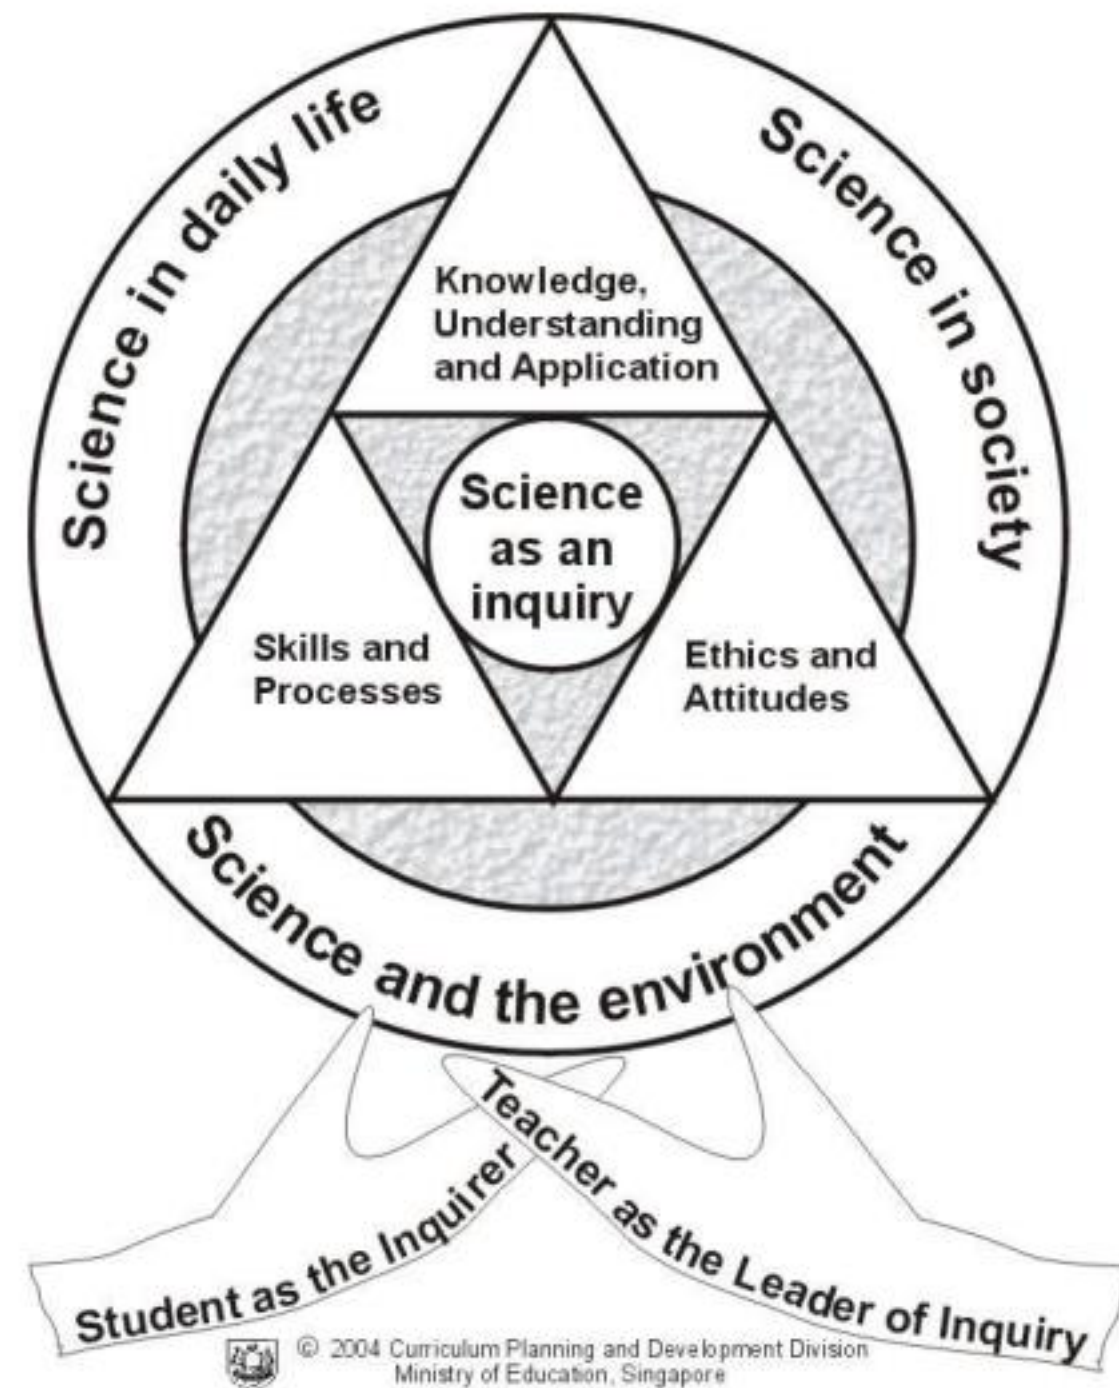 Science in daily life
Science in society
Knowledge,
Understanding
and Application
Science
as an
inquiry
Skills and
Processes
Ethics and
Attitudes
Science and the environment
Student as the Inquirer
Teacher as the Leader of Inquiry
© 2004 Curriculum Planning and Development Division
Ministry of Education, Singapore